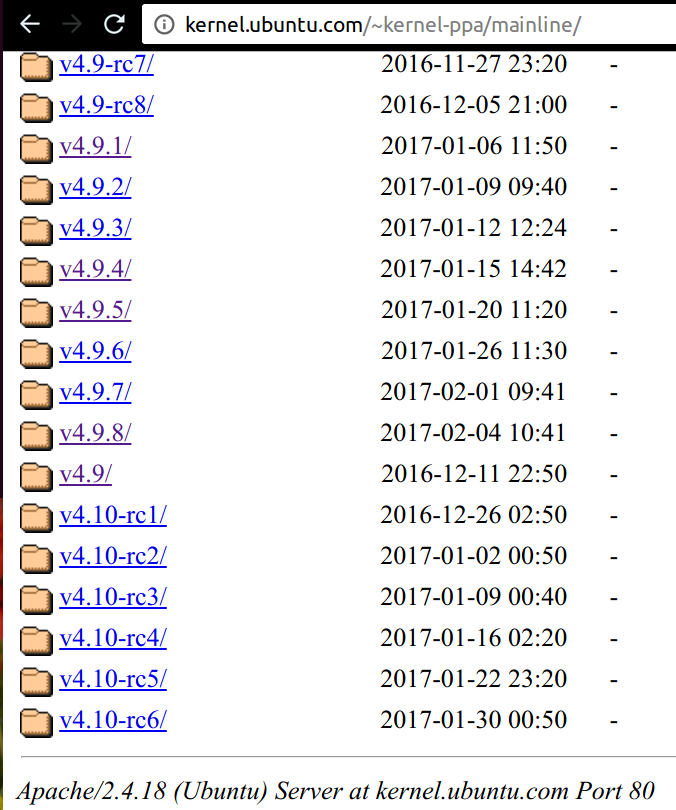 kernel.ubuntu.com/~kernel-ppa/mainline/
v4.9-rc7/ 2016-11-27 23:20 -
v4.9-rc8/ 2016-12-05 21:00 -
v4.9.1/ 2017-01-06 11:50 -
v4.9.2/ 2017-01-09 09:40 -
v4.9.3/ 2017-01-12 12:24 -
v4.9.4/ 2017-01-15 14:42 -
v4.9.5/ 2017-01-20 11:20 -
v4.9.6/ 2017-01-26 11:30 -
v4.9.7/ 2017-02-01 09:41 -
v4.9.8/ 2017-02-04 10:41 -
v4.9/ 2016-12-11 22:50 -
v4.10-rc1/ 2016-12-26 02:50 -
v4.10-rc2/ 2017-01-02 00:50 -
v4.10-rc3/ 2017-01-09 00:40 -
v4.10-rc4/ 2017-01-16 02:20 -
v4.10-rc5/ 2017-01-22 23:20 -
v4.10-rc6/ 2017-01-30 00:50 -
Apache/2.4.18 (Ubuntu) Server at kernel.ubuntu.com Port 80